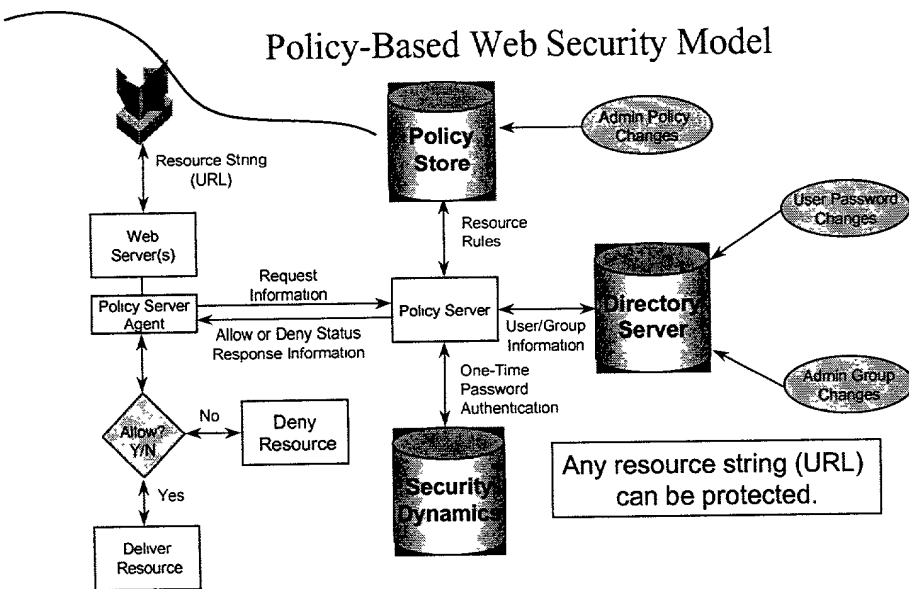 Policy-Based Web Security Model
Resource String
(URL)
Web
Server(s)
Policy Server
Agent
Request
Information
Allow or Deny Status
Response Information
Allow?
Y/N
No
Deny
Resource
Yes
Deliver
Resource
Policy
Store
Admin Policy
Changes
Resource
Rules
Policy Server
User/Group
Information
Directory
Server
User Password
Changes
Admin Group
Changes
One-Time
Password
Authentication
Security
Dynamics
Any resource string (URL)
can be protected.